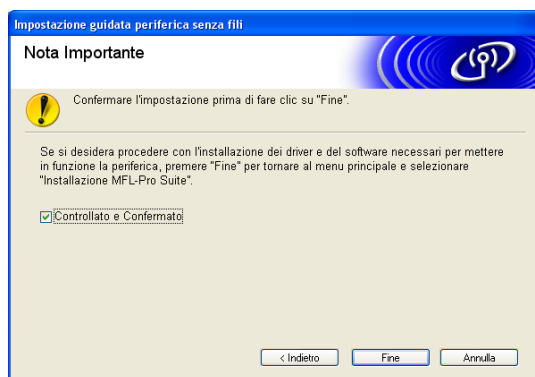 Impostazione guidata periferica senza fili
Nota Importante
Confermare l'impostazione prima di fare clic su "Fine".
Se si desidera procedere con l'installazione dei driver e del software necessari per mettere
in funzione la periferica, premere "Fine" per tornare al menu principale e selezionare
"Installazione MFL-Pro Suite".
Controllato e Confermato
< Indietro
Fine
Annulla